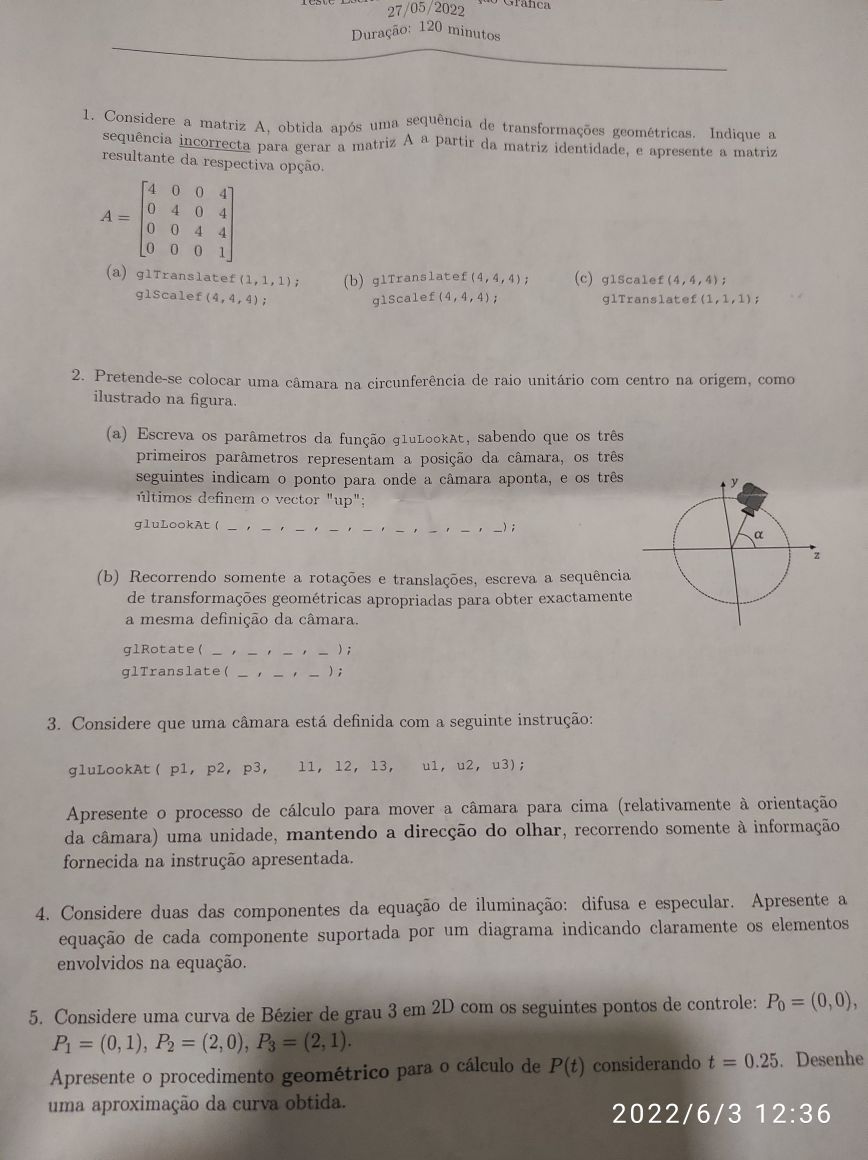 27/05/2022
Duração: 120 minutos
1. Considere a matriz A, obtida após uma sequência de transformações geométricas. Indique a
sequência incorrecta para gerar a matriz A a partir da matriz identidade, e apresente a matriz
resultante da respectiva opção.
A =
4 0 0 4
0 4 0 4
0 0 4 4
0 0 0 1
(a) glTranslatef(1,1,1); (b) glTranslatef(4,4,4); (c) glScalef(4,4,4);
glScalef(4,4,4); glScalef(4,4,4); glTranslatef(1,1,1);
2. Pretende-se colocar uma câmara na circunferência de raio unitário com centro na origem, como
ilustrado na figura.
(a) Escreva os parâmetros da função gluLookAt, sabendo que os três
primeiros parâmetros representam a posição da câmara, os três
seguintes indicam o ponto para onde a câmara aponta, e os três
últimos definem o vector "up";
gluLookAt( _ , _ , _ , _ , _ , _ , _ , _ , _);
y
α
z
(b) Recorrendo somente a rotações e translações, escreva a sequência
de transformações geométricas apropriadas para obter exactamente
a mesma definição da câmara.
glRotate( _ , _ , _ , _ );
glTranslate( _ , _ , _ );
3. Considere que uma câmara está definida com a seguinte instrução:
gluLookAt( p1, p2, p3, l1, l2, l3, u1, u2, u3);
Apresente o processo de cálculo para mover a câmara para cima (relativamente à orientação
da câmara) uma unidade, mantendo a direcção do olhar, recorrendo somente à informação
fornecida na instrução apresentada.
4. Considere duas das componentes da equação de iluminação: difusa e especular. Apresente a
equação de cada componente suportada por um diagrama indicando claramente os elementos
envolvidos na equação.
5. Considere uma curva de Bézier de grau 3 em 2D com os seguintes pontos de controle: P₀ = (0,0),
P₁ = (0,1), P₂ = (2,0), P₃ = (2,1).
Apresente o procedimento geométrico para o cálculo de P(t) considerando t = 0.25. Desenhe
uma aproximação da curva obtida.
2022/6/3 12:36